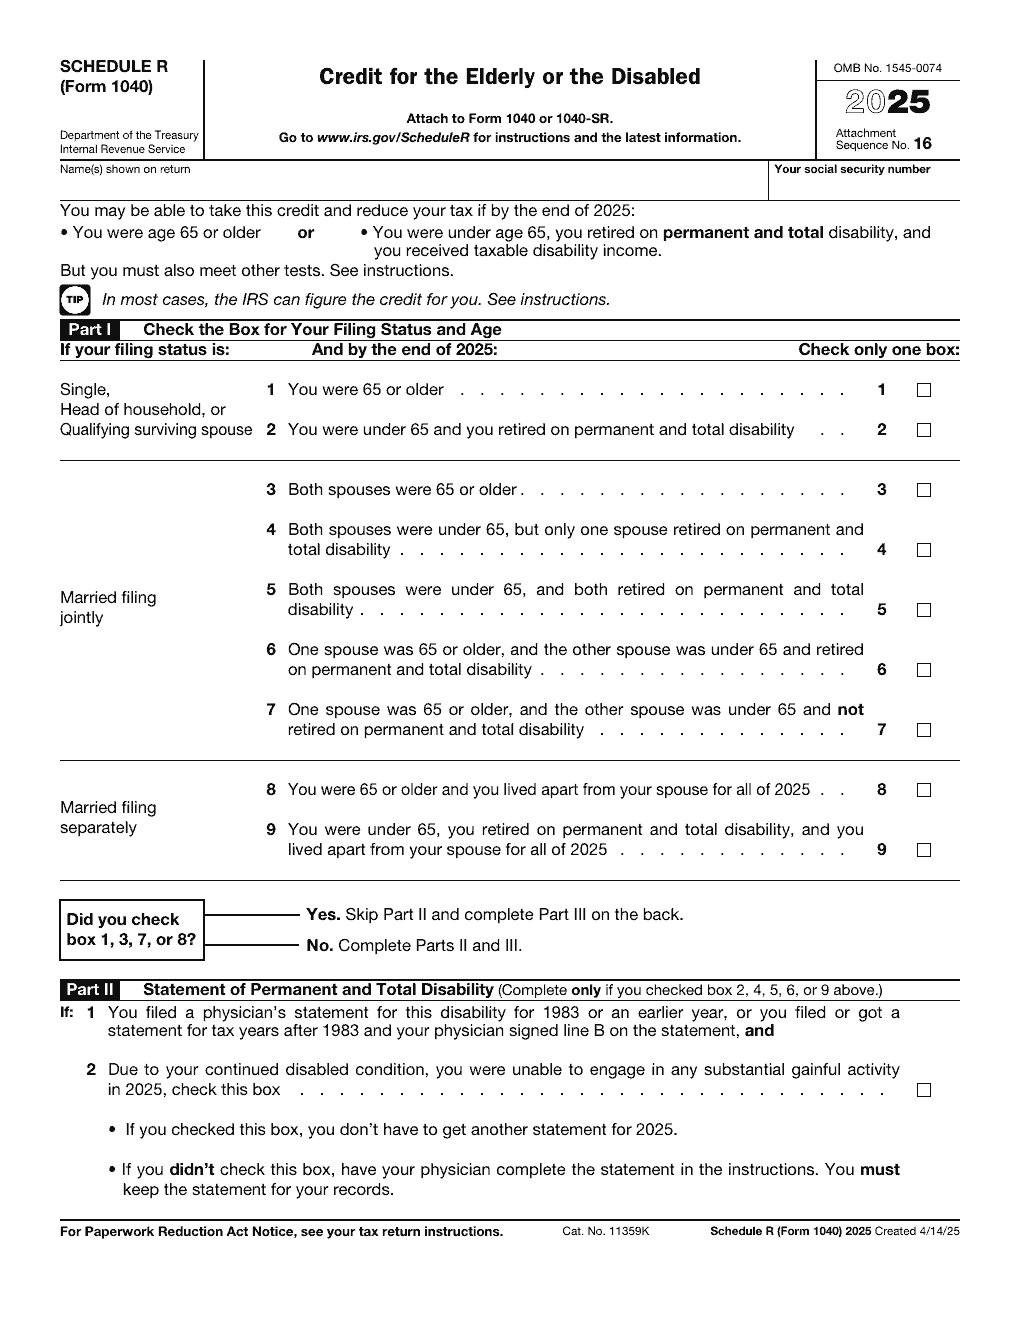 SCHEDULE R
(Form 1040)
Department of the Treasury
Internal Revenue Service
Credit for the Elderly or the Disabled
Attach to Form 1040 or 1040-SR.
Go to www.irs.gov/ScheduleR for instructions and the latest information.
OMB No. 1545-0074
2025
Attachment
Sequence No. 16
Name(s) shown on return
Your social security number
You may be able to take this credit and reduce your tax if by the end of 2025:
• You were age 65 or older or • You were under age 65, you retired on permanent and total disability, and
you received taxable disability income.
But you must also meet other tests. See instructions.
TIP In most cases, the IRS can figure the credit for you. See instructions.
Part I Check the Box for Your Filing Status and Age
If your filing status is: And by the end of 2025: Check only one box:
Single,
Head of household, or
Qualifying surviving spouse
1 You were 65 or older . . . . . . . . . . . . . . . . . . . . 1
2 You were under 65 and you retired on permanent and total disability . . 2
Married filing
jointly
3 Both spouses were 65 or older . . . . . . . . . . . . . . . . . 3
4 Both spouses were under 65, but only one spouse retired on permanent and
total disability . . . . . . . . . . . . . . . . . . . . . . . 4
5 Both spouses were under 65, and both retired on permanent and total
disability . . . . . . . . . . . . . . . . . . . . . . . . . 5
6 One spouse was 65 or older, and the other spouse was under 65 and retired
on permanent and total disability . . . . . . . . . . . . . . . . 6
7 One spouse was 65 or older, and the other spouse was under 65 and not
retired on permanent and total disability . . . . . . . . . . . . . 7
Married filing
separately
8 You were 65 or older and you lived apart from your spouse for all of 2025 . . 8
9 You were under 65, you retired on permanent and total disability, and you
lived apart from your spouse for all of 2025 . . . . . . . . . . . . 9
Did you check
box 1, 3, 7, or 8?
Yes. Skip Part II and complete Part III on the back.
No. Complete Parts II and III.
Part II Statement of Permanent and Total Disability (Complete only if you checked box 2, 4, 5, 6, or 9 above.)
If: 1 You filed a physician’s statement for this disability for 1983 or an earlier year, or you filed or got a
statement for tax years after 1983 and your physician signed line B on the statement, and
2 Due to your continued disabled condition, you were unable to engage in any substantial gainful activity
in 2025, check this box . . . . . . . . . . . . . . . . . . . . . . . . . . . . . .
• If you checked this box, you don’t have to get another statement for 2025.
• If you didn’t check this box, have your physician complete the statement in the instructions. You must
keep the statement for your records.
For Paperwork Reduction Act Notice, see your tax return instructions. Cat. No. 11359K Schedule R (Form 1040) 2025 Created 4/14/25